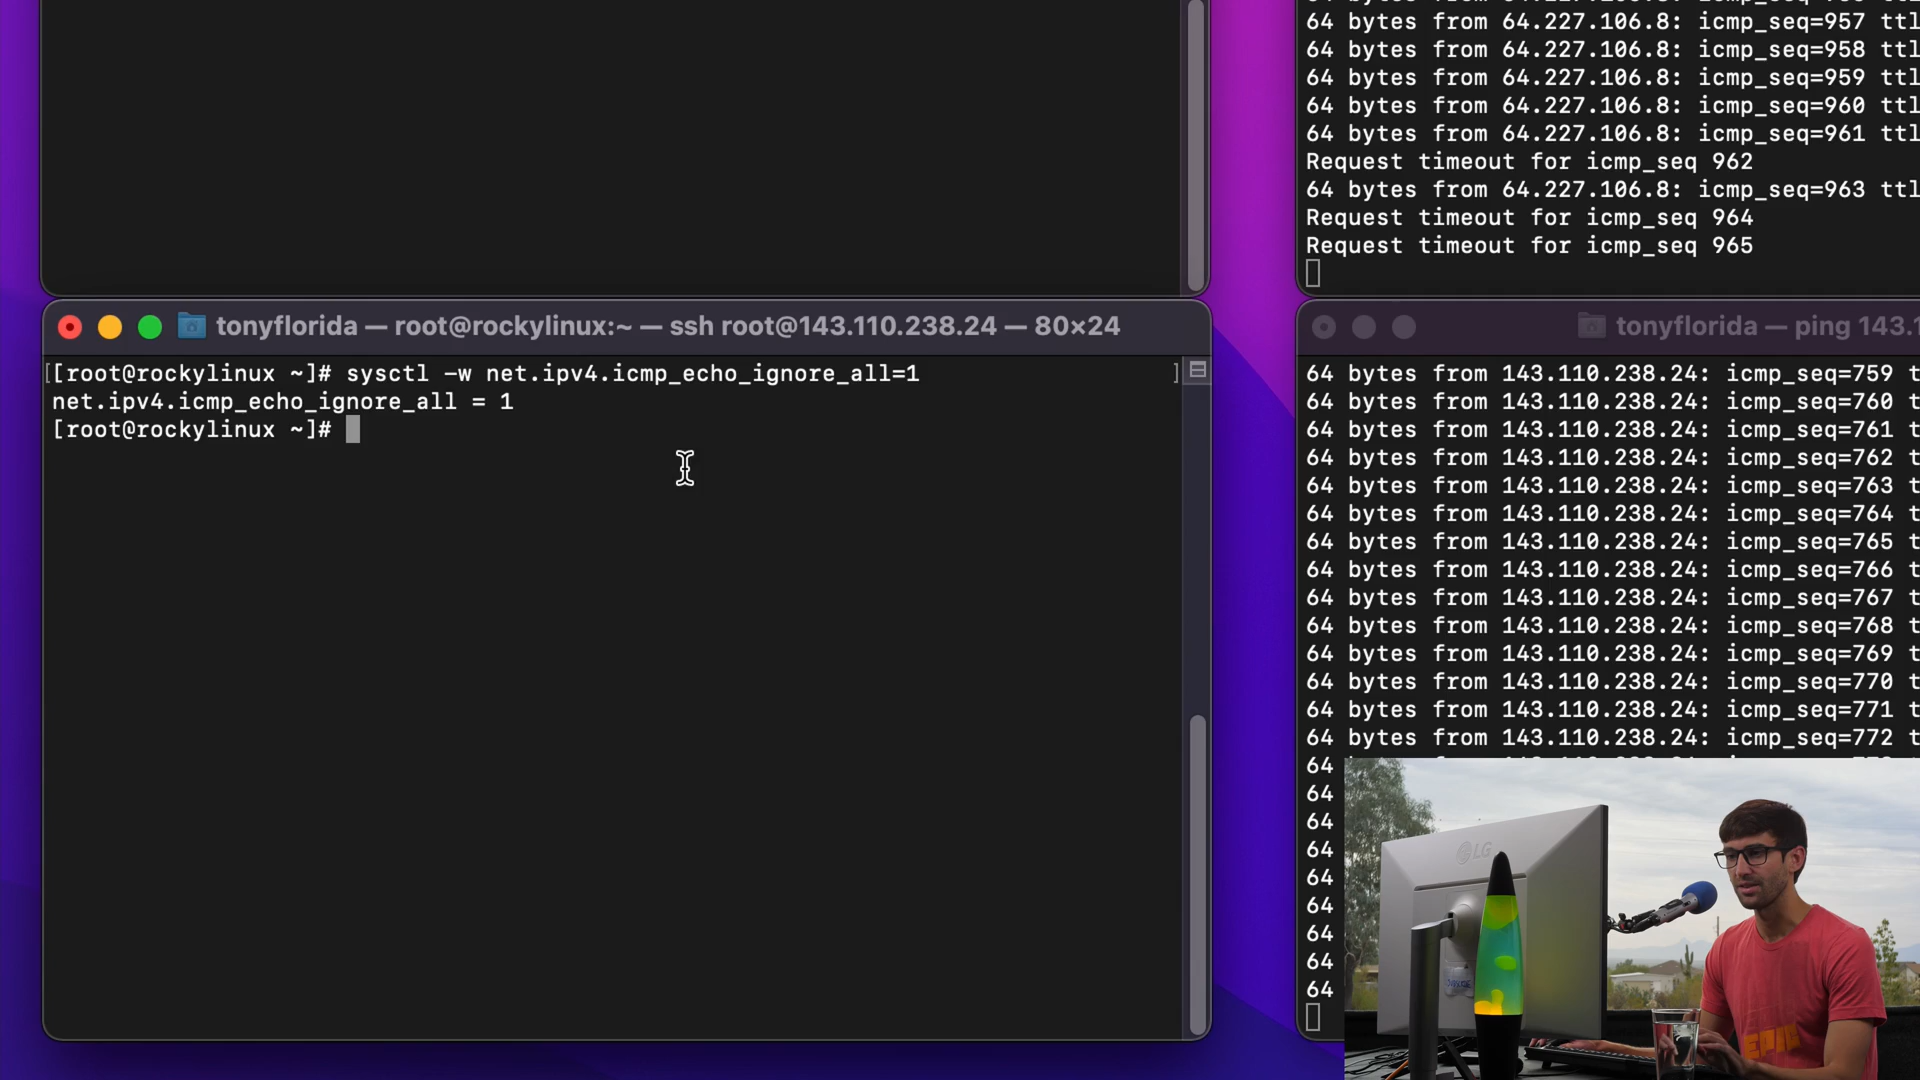 64 bytes from 64.227.106.8: icmp_seq=957 ttl
64 bytes from 64.227.106.8: icmp_seq=958 ttl
64 bytes from 64.227.106.8: icmp_seq=959 ttl
64 bytes from 64.227.106.8: icmp_seq=960 ttl
64 bytes from 64.227.106.8: icmp_seq=961 ttl
Request timeout for icmp_seq 962
64 bytes from 64.227.106.8: icmp_seq=963 ttl
Request timeout for icmp_seq 964
Request timeout for icmp_seq 965
tonyflorida — root@rockylinux:~ — ssh root@143.110.238.24 — 80×24
[[root@rockylinux ~]# sysctl -w net.ipv4.icmp_echo_ignore_all=1 ]
net.ipv4.icmp_echo_ignore_all = 1
[root@rockylinux ~]#
tonyflorida — ping 143.1
64 bytes from 143.110.238.24: icmp_seq=759 t
64 bytes from 143.110.238.24: icmp_seq=760 t
64 bytes from 143.110.238.24: icmp_seq=761 t
64 bytes from 143.110.238.24: icmp_seq=762 t
64 bytes from 143.110.238.24: icmp_seq=763 t
64 bytes from 143.110.238.24: icmp_seq=764 t
64 bytes from 143.110.238.24: icmp_seq=765 t
64 bytes from 143.110.238.24: icmp_seq=766 t
64 bytes from 143.110.238.24: icmp_seq=767 t
64 bytes from 143.110.238.24: icmp_seq=768 t
64 bytes from 143.110.238.24: icmp_seq=769 t
64 bytes from 143.110.238.24: icmp_seq=770 t
64 bytes from 143.110.238.24: icmp_seq=771 t
64 bytes from 143.110.238.24: icmp_seq=772 t
64
64
64
64
64
64
64
64
64
LG
EPIC